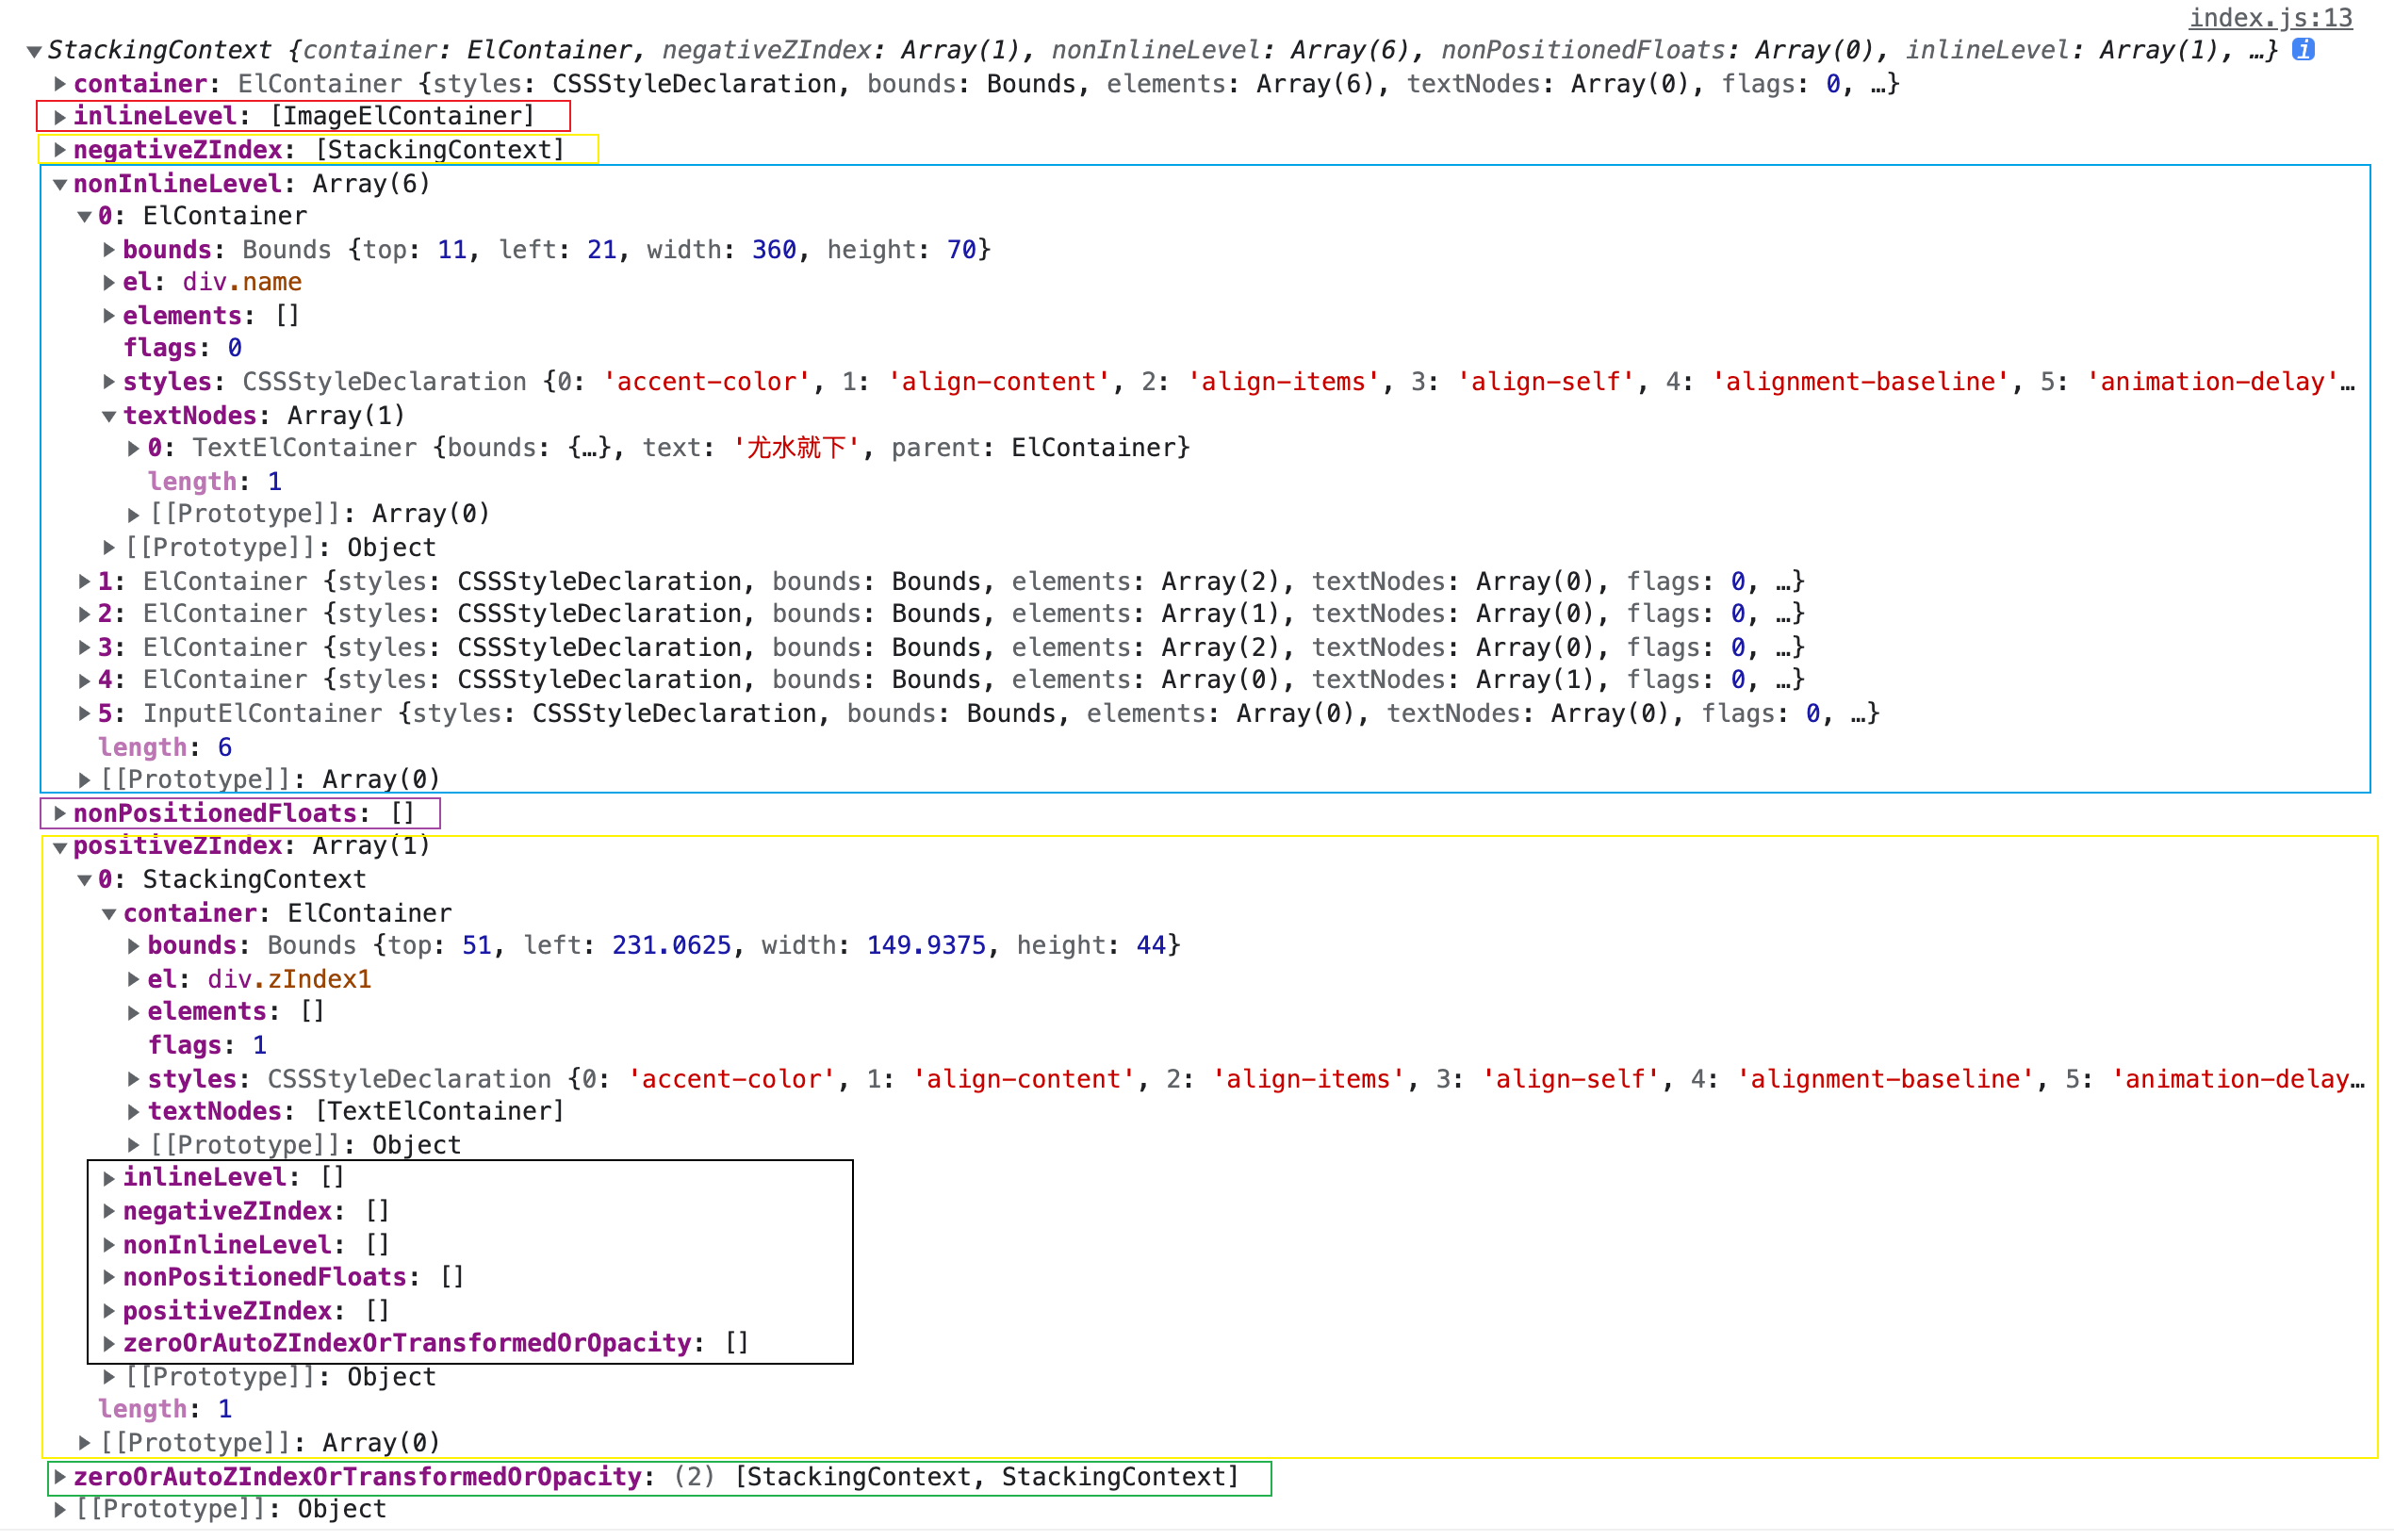 index.js:13
▼StackingContext {container: ElContainer, negativeZIndex: Array(1), nonInlineLevel: Array(6), nonPositionedFloats: Array(0), inlineLevel: Array(1), …} i
▶container: ElContainer {styles: CSSStyleDeclaration, bounds: Bounds, elements: Array(6), textNodes: Array(0), flags: 0, …}
▶inlineLevel: [ImageElContainer]
▶negativeZIndex: [StackingContext]
▼nonInlineLevel: Array(6)
▼0: ElContainer
▶bounds: Bounds {top: 11, left: 21, width: 360, height: 70}
▶el: div.name
▶elements: []
flags: 0
▶styles: CSSStyleDeclaration {0: 'accent-color', 1: 'align-content', 2: 'align-items', 3: 'align-self', 4: 'alignment-baseline', 5: 'animation-delay'…
▼textNodes: Array(1)
▶0: TextElContainer {bounds: {…}, text: '尤水就下', parent: ElContainer}
length: 1
▶[[Prototype]]: Array(0)
▶[[Prototype]]: Object
▶1: ElContainer {styles: CSSStyleDeclaration, bounds: Bounds, elements: Array(2), textNodes: Array(0), flags: 0, …}
▶2: ElContainer {styles: CSSStyleDeclaration, bounds: Bounds, elements: Array(1), textNodes: Array(0), flags: 0, …}
▶3: ElContainer {styles: CSSStyleDeclaration, bounds: Bounds, elements: Array(2), textNodes: Array(0), flags: 0, …}
▶4: ElContainer {styles: CSSStyleDeclaration, bounds: Bounds, elements: Array(0), textNodes: Array(1), flags: 0, …}
▶5: InputElContainer {styles: CSSStyleDeclaration, bounds: Bounds, elements: Array(0), textNodes: Array(0), flags: 0, …}
length: 6
▶[[Prototype]]: Array(0)
▶nonPositionedFloats: []
▼positiveZIndex: Array(1)
▼0: StackingContext
▼container: ElContainer
▶bounds: Bounds {top: 51, left: 231.0625, width: 149.9375, height: 44}
▶el: div.zIndex1
▶elements: []
flags: 1
▶styles: CSSStyleDeclaration {0: 'accent-color', 1: 'align-content', 2: 'align-items', 3: 'align-self', 4: 'alignment-baseline', 5: 'animation-delay…
▶textNodes: [TextElContainer]
▶[[Prototype]]: Object
▶inlineLevel: []
▶negativeZIndex: []
▶nonInlineLevel: []
▶nonPositionedFloats: []
▶positiveZIndex: []
▶zeroOrAutoZIndexOrTransformedOrOpacity: []
▶[[Prototype]]: Object
length: 1
▶[[Prototype]]: Array(0)
▶zeroOrAutoZIndexOrTransformedOrOpacity: (2) [StackingContext, StackingContext]
▶[[Prototype]]: Object